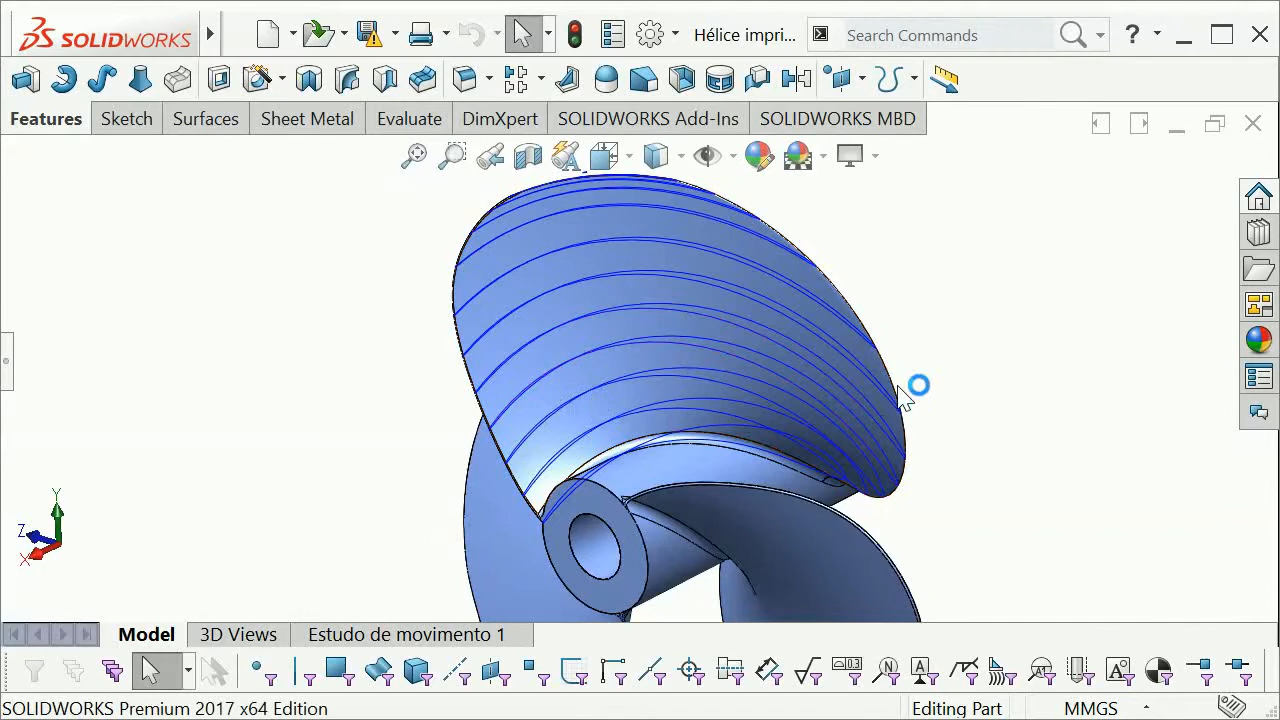 SOLIDWORKS
Hélice impri...
Search Commands
?
Features
Sketch
Surfaces
Sheet Metal
Evaluate
DimXpert
SOLIDWORKS Add-Ins
SOLIDWORKS MBD
Y
Z
X
Model
3D Views
Estudo de movimento 1
SOLIDWORKS Premium 2017 x64 Edition
Editing Part
MMGS